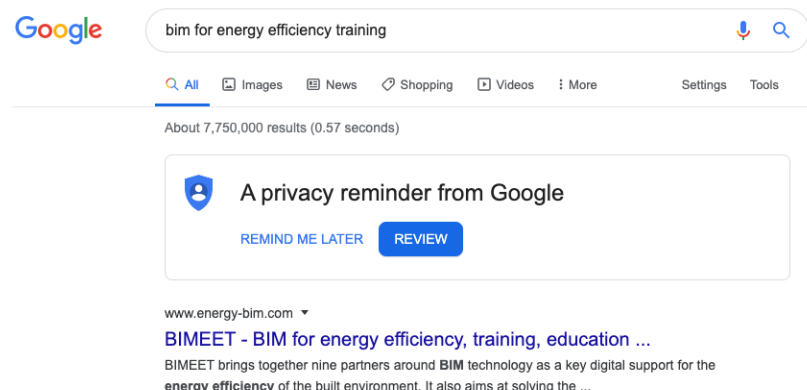 Google
bim for energy efficiency training
All Images News Shopping Videos More Settings Tools
About 7,750,000 results (0.57 seconds)
A privacy reminder from Google
REMIND ME LATER REVIEW
www.energy-bim.com
BIMEET - BIM for energy efficiency, training, education ...
BIMEET brings together nine partners around BIM technology as a key digital support for the
energy efficiency of the built environment. It also aims at solving the ...